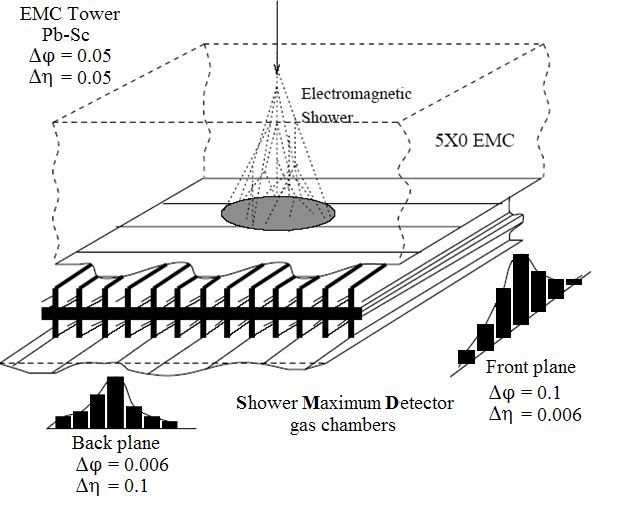 EMC Tower
Pb-Sc
Δφ = 0.05
Δη = 0.05
Electromagnetic
Shower
5X0 EMC
Front plane
Δφ = 0.1
Δη = 0.006
Shower Maximum Detector
gas chambers
Back plane
Δφ = 0.006
Δη = 0.1